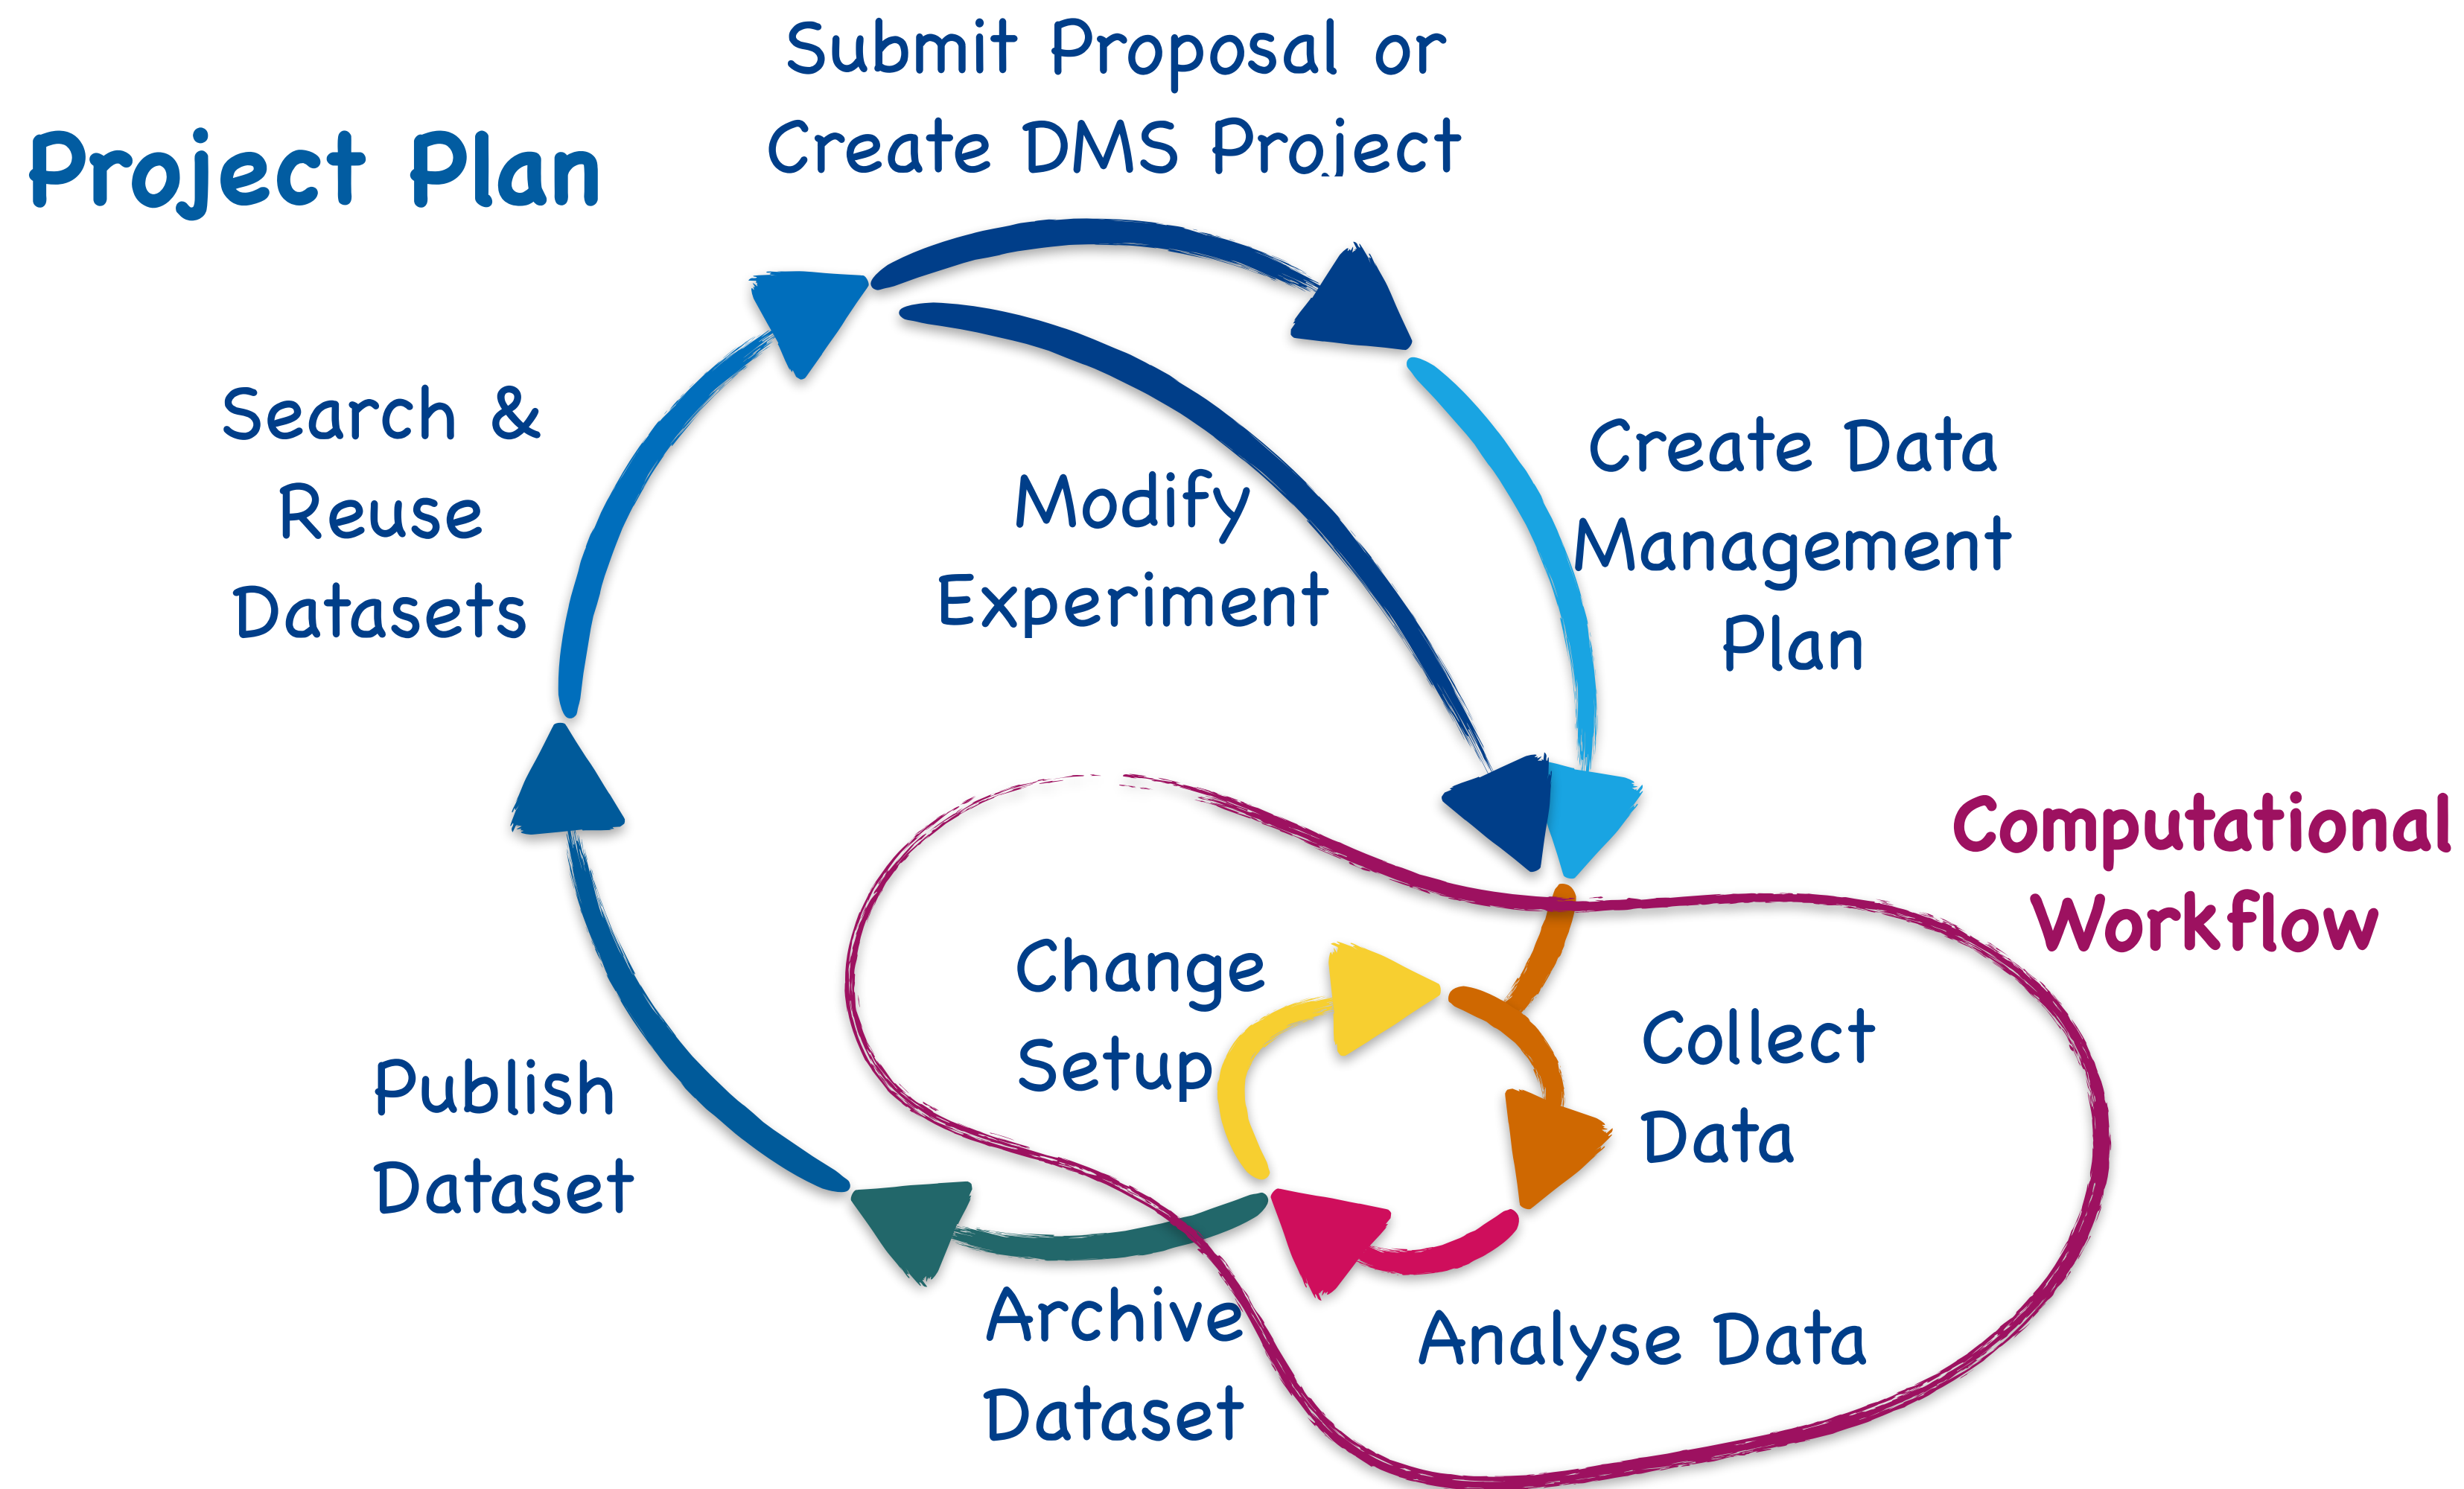 Submit Proposal or
Create DMS Project
Project Plan
Search &
Reuse
Datasets
Modify
Experiment
Create Data
Management
Plan
Computational
Workflow
Change
Setup
Collect
Data
Publish
Dataset
Archive
Dataset
Analyse Data